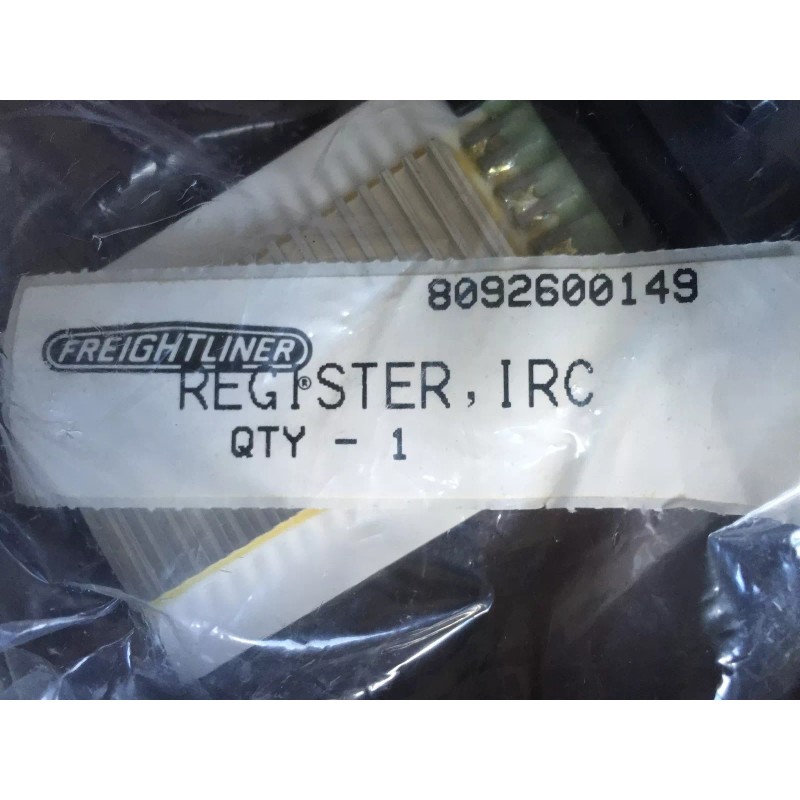 8092600149
FREIGHTLINER®
REGISTER, IRC
QTY - 1